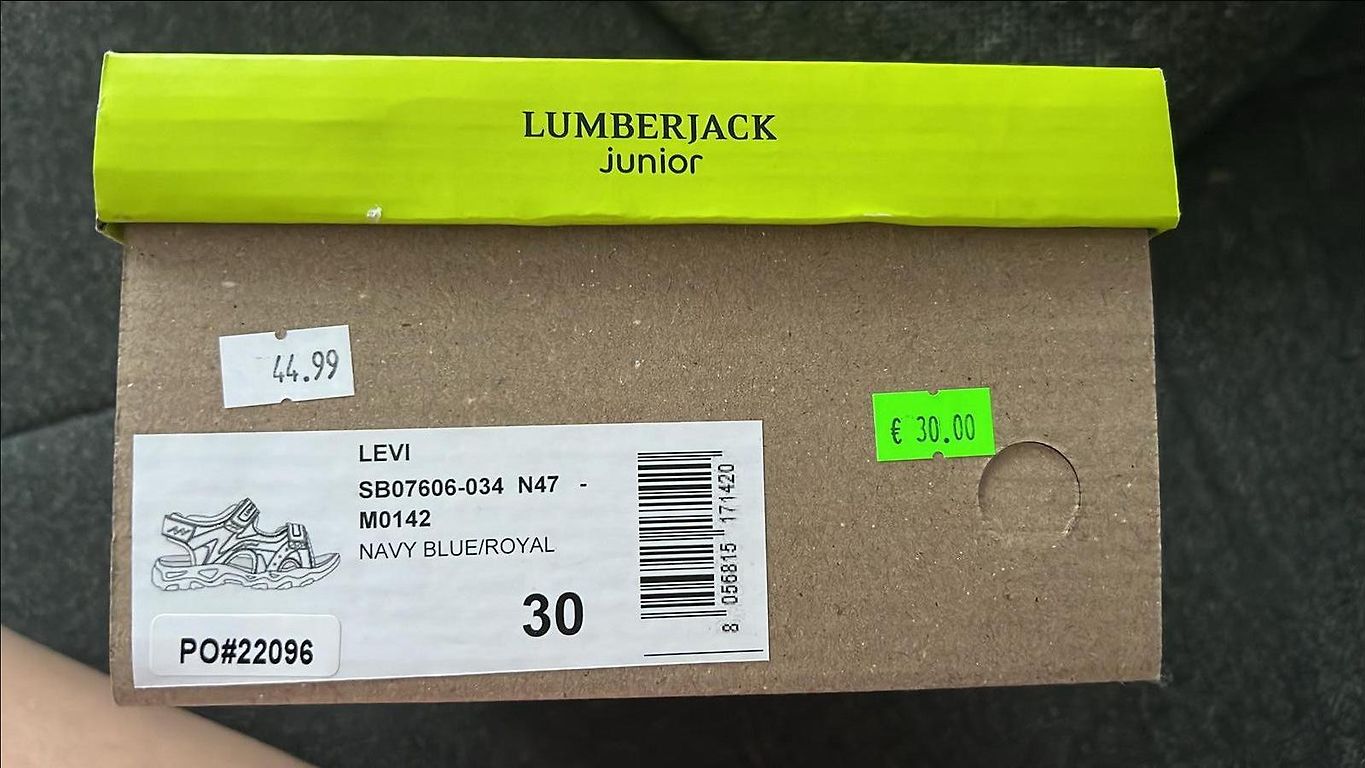 LUMBERJACK
junior
44.99
€ 30.00
LEVI
SB07606-034 N47 -
M0142
NAVY BLUE/ROYAL
30
PO#22096
8 056815 171420